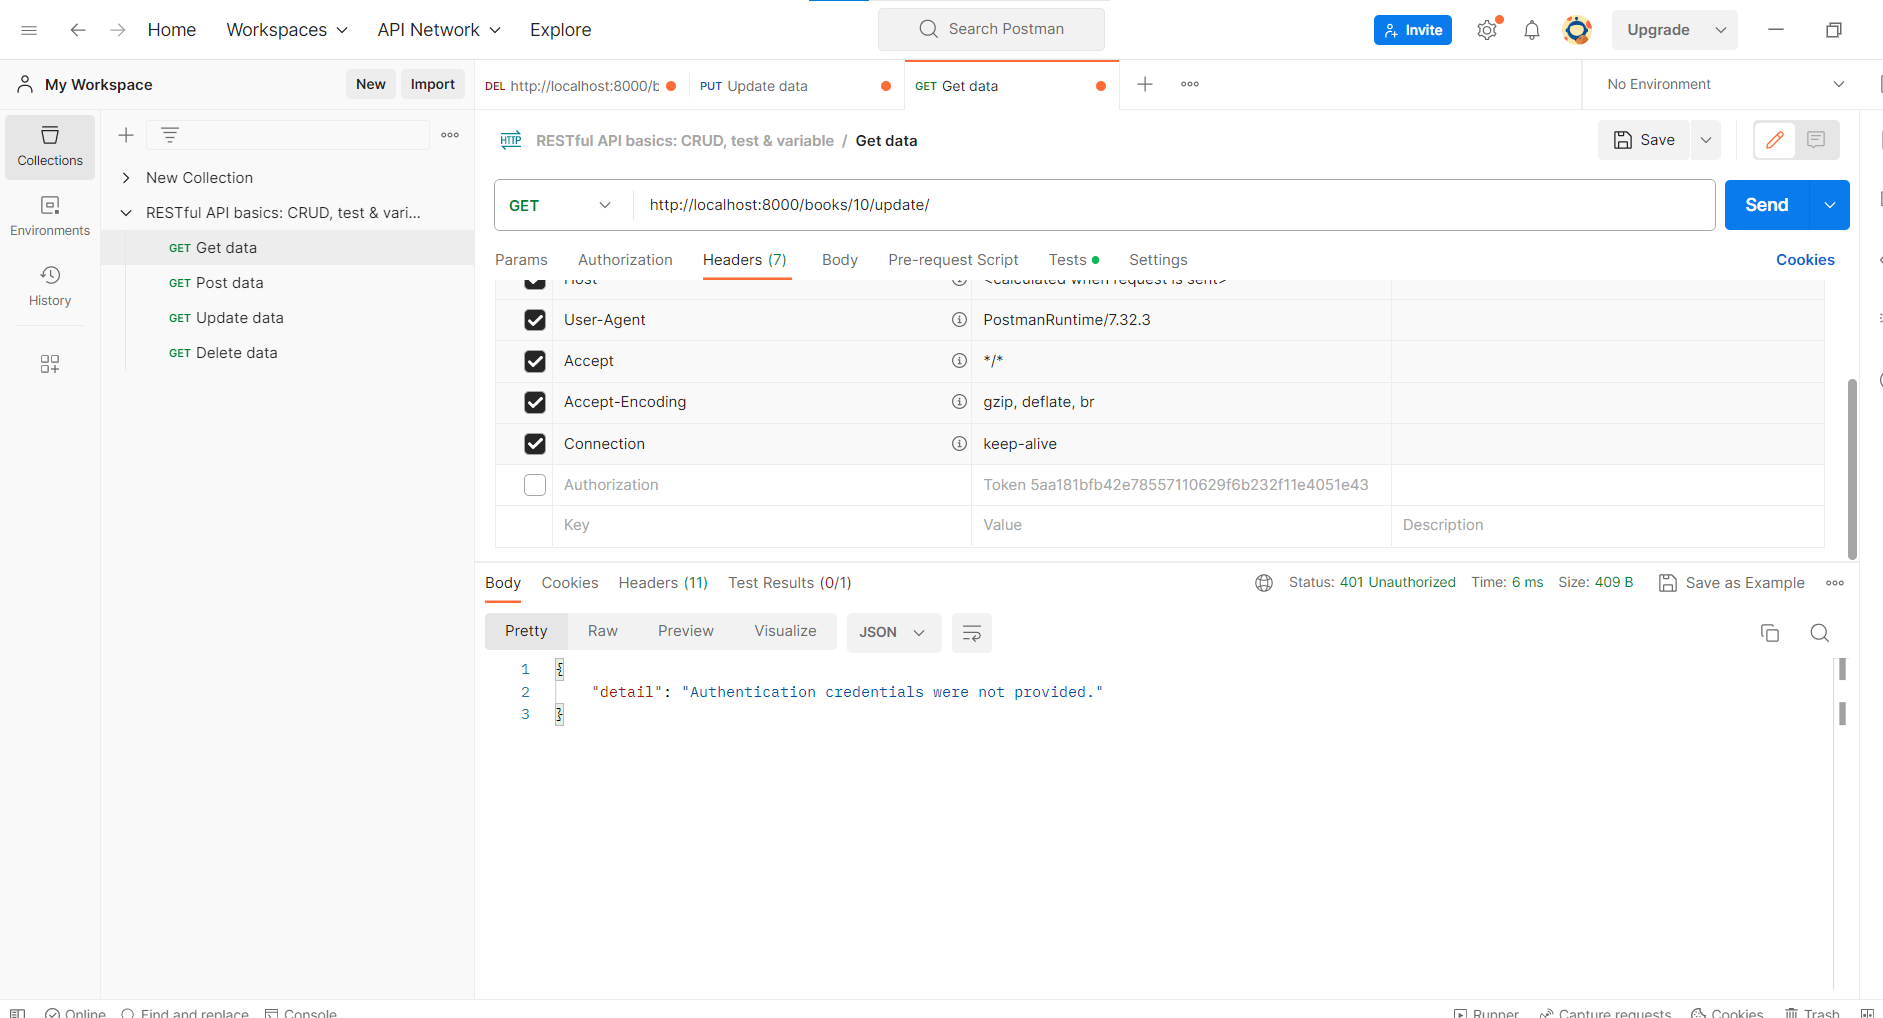 Home Workspaces API Network Explore Search Postman Invite Upgrade
My Workspace New Import DEL http://localhost:8000/b PUT Update data GET Get data No Environment
Collections
Environments
History
New Collection
RESTful API basics: CRUD, test & vari...
GET Get data
GET Post data
GET Update data
GET Delete data
HTTP RESTful API basics: CRUD, test & variable / Get data Save
GET http://localhost:8000/books/10/update/ Send
Params Authorization Headers (7) Body Pre-request Script Tests Settings Cookies
Host <calculated when request is sent>
User-Agent PostmanRuntime/7.32.3
Accept */*
Accept-Encoding gzip, deflate, br
Connection keep-alive
Authorization Token 5aa181bfb42e78557110629f6b232f11e4051e43
Key Value Description
Body Cookies Headers (11) Test Results (0/1) Status: 401 Unauthorized Time: 6 ms Size: 409 B Save as Example
Pretty Raw Preview Visualize JSON
1 {
2 "detail": "Authentication credentials were not provided."
3 }
Online Find and replace Console Runner Capture requests Cookies Trash